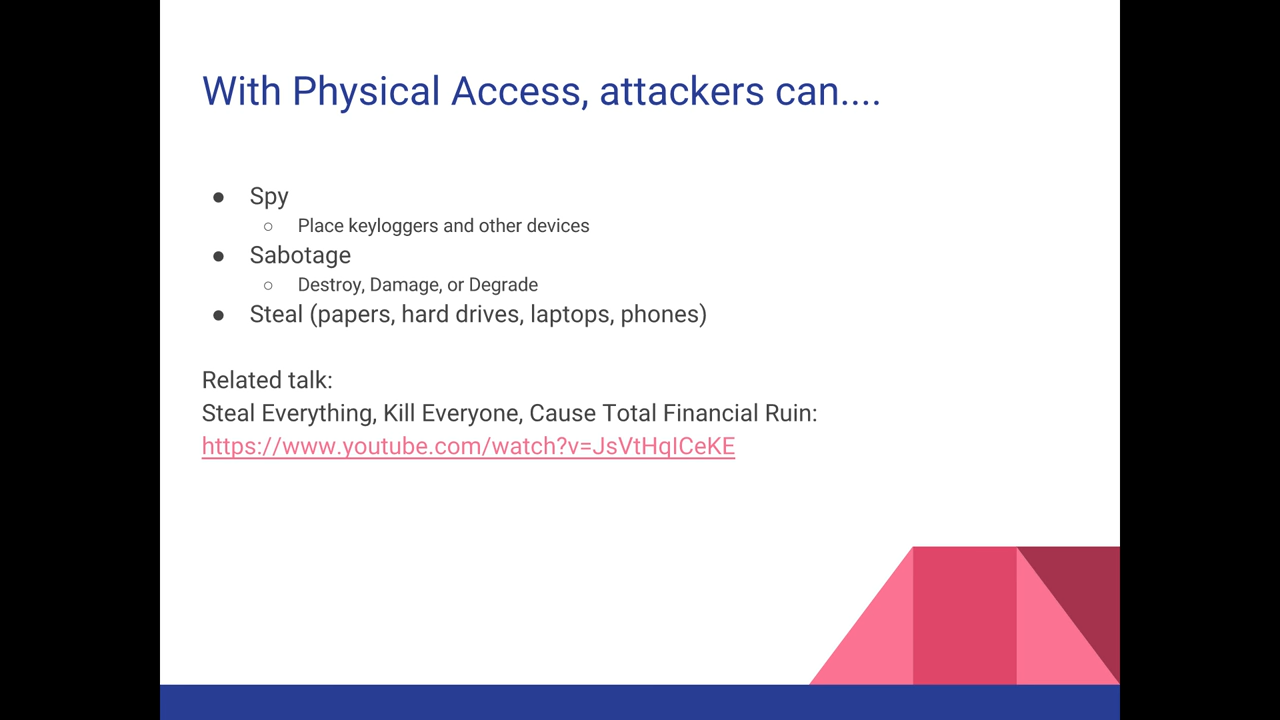 With Physical Access, attackers can....
● Spy
○ Place keyloggers and other devices
● Sabotage
○ Destroy, Damage, or Degrade
● Steal (papers, hard drives, laptops, phones)
Related talk:
Steal Everything, Kill Everyone, Cause Total Financial Ruin:
https://www.youtube.com/watch?v=JsVtHqICeKE